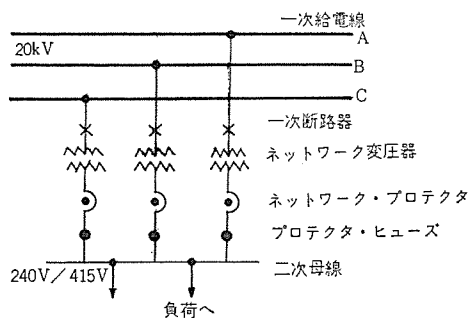 一次給電線
A
20kV
B
C
一次断路器
ネットワーク変圧器
ネットワーク・プロテクタ
プロテクタ・ヒューズ
240V／415V
二次母線
負荷へ